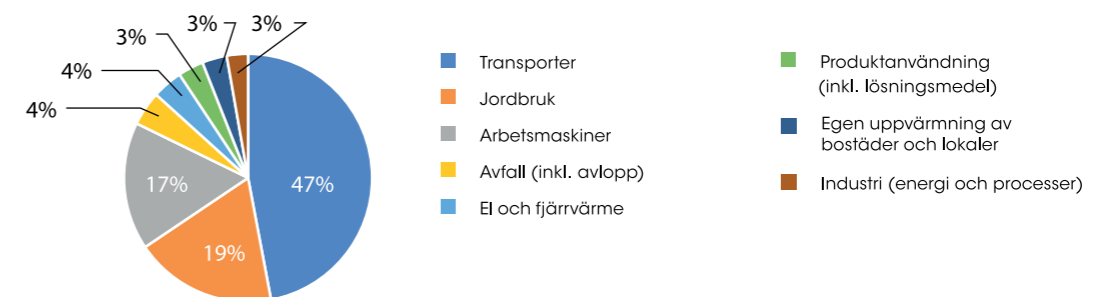 3% 3%
3%
4%
4%
17%
47%
19%
Transporter
Jordbruk
Arbetsmaskiner
Avfall (inkl. avlopp)
El och fjärrvärme
Produktanvändning
(inkl. lösningsmedel)
Egen uppvärmning av
bostäder och lokaler
Industri (energi och processer)